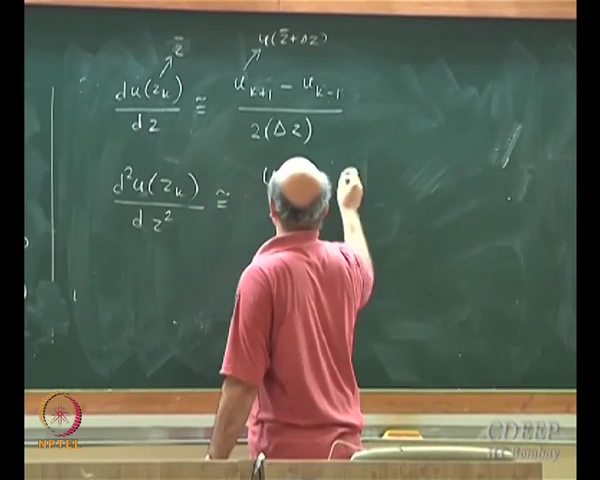 z̄ u(z̄+Δz)
du(z_k)/dz ≅ (u_{k+1} - u_{k-1})/2(Δz)
d²u(z_k)/dz² ≅ u
NPTEL
CDEEP
IIT Bombay